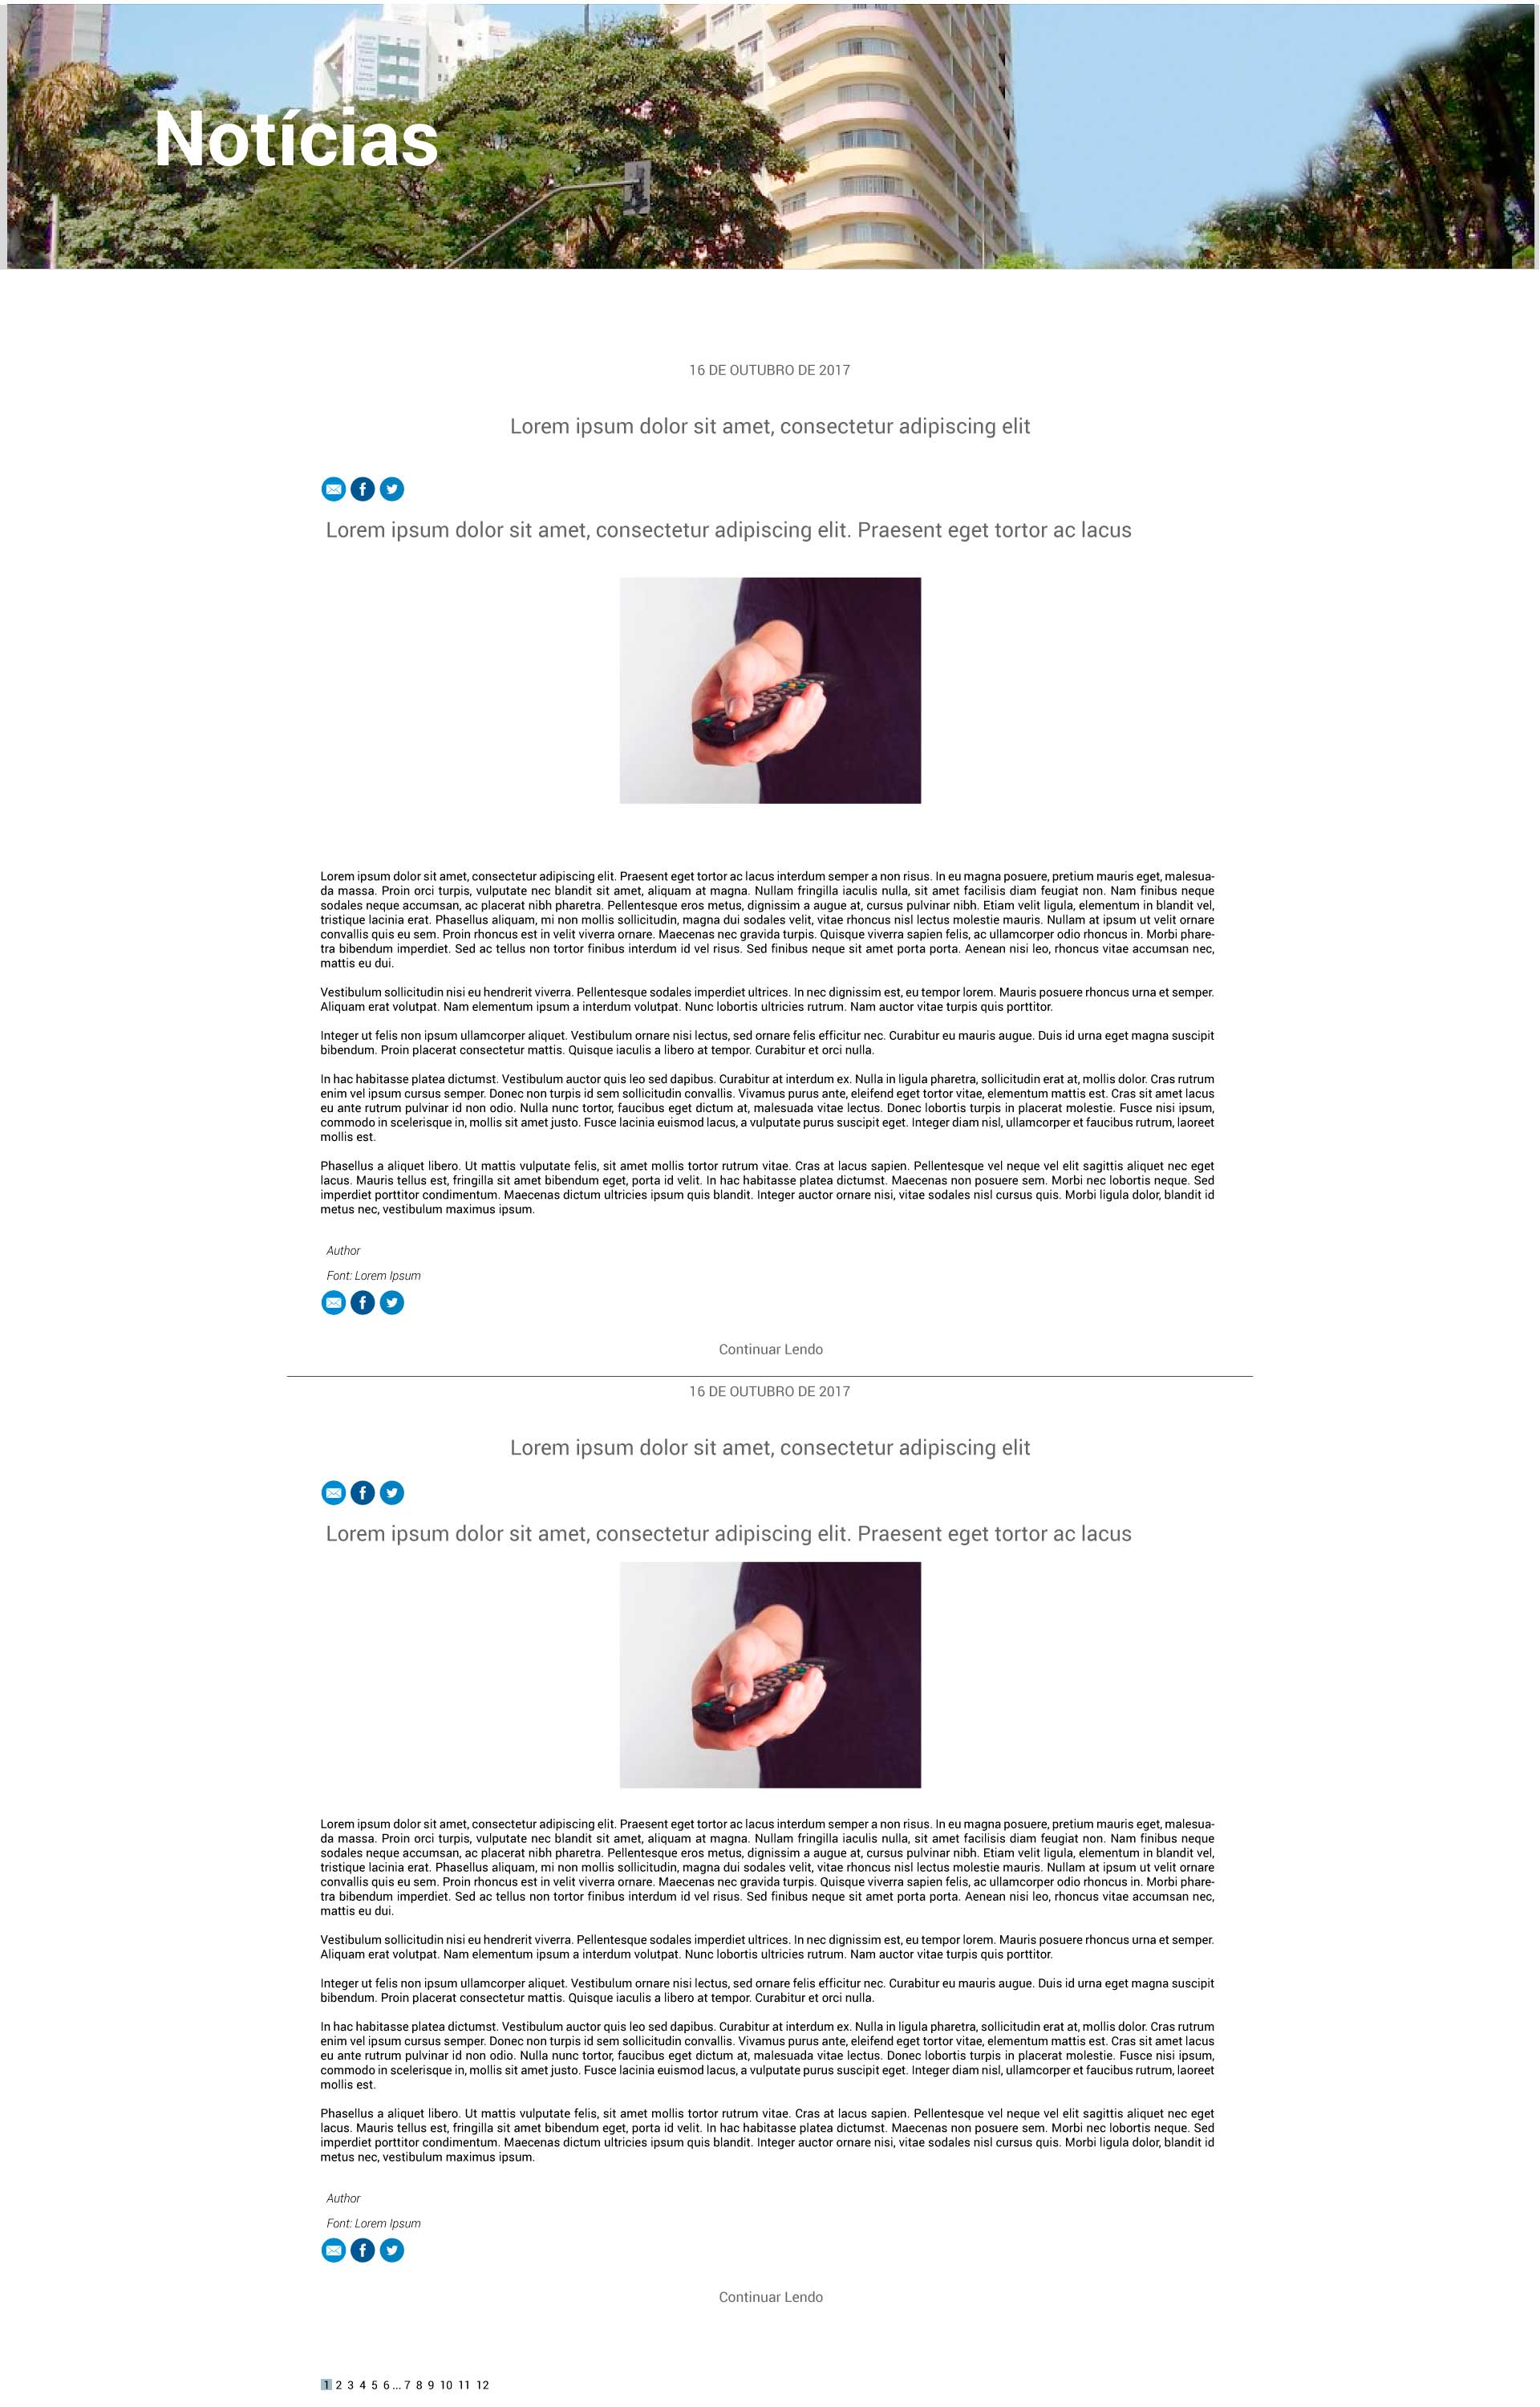 Notícias
16 DE OUTUBRO DE 2017
Lorem ipsum dolor sit amet, consectetur adipiscing elit
Lorem ipsum dolor sit amet, consectetur adipiscing elit. Praesent eget tortor ac lacus
Lorem ipsum dolor sit amet, consectetur adipiscing elit. Praesent eget tortor ac lacus interdum semper a non risus. In eu magna posuere, pretium mauris eget, malesua-
da massa. Proin orci turpis, vulputate nec blandit sit amet, aliquam at magna. Nullam fringilla iaculis nulla, sit amet facilisis diam feugiat non. Nam finibus neque
sodales neque accumsan, ac placerat nibh pharetra. Pellentesque eros metus, dignissim a augue at, cursus pulvinar nibh. Etiam velit ligula, elementum in blandit vel,
tristique lacinia erat. Phasellus aliquam, mi non mollis sollicitudin, magna dui sodales velit, vitae rhoncus nisl lectus molestie mauris. Nullam at ipsum ut velit ornare
convallis quis eu sem. Proin rhoncus est in velit viverra ornare. Maecenas nec gravida turpis. Quisque viverra sapien felis, ac ullamcorper odio rhoncus in. Morbi phare-
tra bibendum imperdiet. Sed ac tellus non tortor finibus interdum id vel risus. Sed finibus neque sit amet porta porta. Aenean nisi leo, rhoncus vitae accumsan nec,
mattis eu dui.
Vestibulum sollicitudin nisi eu hendrerit viverra. Pellentesque sodales imperdiet ultrices. In nec dignissim est, eu tempor lorem. Mauris posuere rhoncus urna et semper.
Aliquam erat volutpat. Nam elementum ipsum a interdum volutpat. Nunc lobortis ultricies rutrum. Nam auctor vitae turpis quis porttitor.
Integer ut felis non ipsum ullamcorper aliquet. Vestibulum ornare nisi lectus, sed ornare felis efficitur nec. Curabitur eu mauris augue. Duis id urna eget magna suscipit
bibendum. Proin placerat consectetur mattis. Quisque iaculis a libero at tempor. Curabitur et orci nulla.
In hac habitasse platea dictumst. Vestibulum auctor quis leo sed dapibus. Curabitur at interdum ex. Nulla in ligula pharetra, sollicitudin erat at, mollis dolor. Cras rutrum
enim vel ipsum cursus semper. Donec non turpis id sem sollicitudin convallis. Vivamus purus ante, eleifend eget tortor vitae, elementum mattis est. Cras sit amet lacus
eu ante rutrum pulvinar id non odio. Nulla nunc tortor, faucibus eget dictum at, malesuada vitae lectus. Donec lobortis turpis in placerat molestie. Fusce nisi ipsum,
commodo in scelerisque in, mollis sit amet justo. Fusce lacinia euismod lacus, a vulputate purus suscipit eget. Integer diam nisl, ullamcorper et faucibus rutrum, laoreet
mollis est.
Phasellus a aliquet libero. Ut mattis vulputate felis, sit amet mollis tortor rutrum vitae. Cras at lacus sapien. Pellentesque vel neque vel elit sagittis aliquet nec eget
lacus. Mauris tellus est, fringilla sit amet bibendum eget, porta id velit. In hac habitasse platea dictumst. Maecenas non posuere sem. Morbi nec lobortis neque. Sed
imperdiet porttitor condimentum. Maecenas dictum ultricies ipsum quis blandit. Integer auctor ornare nisi, vitae sodales nisl cursus quis. Morbi ligula dolor, blandit id
metus nec, vestibulum maximus ipsum.
Author
Font: Lorem Ipsum
Continuar Lendo
16 DE OUTUBRO DE 2017
Lorem ipsum dolor sit amet, consectetur adipiscing elit
Lorem ipsum dolor sit amet, consectetur adipiscing elit. Praesent eget tortor ac lacus
Lorem ipsum dolor sit amet, consectetur adipiscing elit. Praesent eget tortor ac lacus interdum semper a non risus. In eu magna posuere, pretium mauris eget, malesua-
da massa. Proin orci turpis, vulputate nec blandit sit amet, aliquam at magna. Nullam fringilla iaculis nulla, sit amet facilisis diam feugiat non. Nam finibus neque
sodales neque accumsan, ac placerat nibh pharetra. Pellentesque eros metus, dignissim a augue at, cursus pulvinar nibh. Etiam velit ligula, elementum in blandit vel,
tristique lacinia erat. Phasellus aliquam, mi non mollis sollicitudin, magna dui sodales velit, vitae rhoncus nisl lectus molestie mauris. Nullam at ipsum ut velit ornare
convallis quis eu sem. Proin rhoncus est in velit viverra ornare. Maecenas nec gravida turpis. Quisque viverra sapien felis, ac ullamcorper odio rhoncus in. Morbi phare-
tra bibendum imperdiet. Sed ac tellus non tortor finibus interdum id vel risus. Sed finibus neque sit amet porta porta. Aenean nisi leo, rhoncus vitae accumsan nec,
mattis eu dui.
Vestibulum sollicitudin nisi eu hendrerit viverra. Pellentesque sodales imperdiet ultrices. In nec dignissim est, eu tempor lorem. Mauris posuere rhoncus urna et semper.
Aliquam erat volutpat. Nam elementum ipsum a interdum volutpat. Nunc lobortis ultricies rutrum. Nam auctor vitae turpis quis porttitor.
Integer ut felis non ipsum ullamcorper aliquet. Vestibulum ornare nisi lectus, sed ornare felis efficitur nec. Curabitur eu mauris augue. Duis id urna eget magna suscipit
bibendum. Proin placerat consectetur mattis. Quisque iaculis a libero at tempor. Curabitur et orci nulla.
In hac habitasse platea dictumst. Vestibulum auctor quis leo sed dapibus. Curabitur at interdum ex. Nulla in ligula pharetra, sollicitudin erat at, mollis dolor. Cras rutrum
enim vel ipsum cursus semper. Donec non turpis id sem sollicitudin convallis. Vivamus purus ante, eleifend eget tortor vitae, elementum mattis est. Cras sit amet lacus
eu ante rutrum pulvinar id non odio. Nulla nunc tortor, faucibus eget dictum at, malesuada vitae lectus. Donec lobortis turpis in placerat molestie. Fusce nisi ipsum,
commodo in scelerisque in, mollis sit amet justo. Fusce lacinia euismod lacus, a vulputate purus suscipit eget. Integer diam nisl, ullamcorper et faucibus rutrum, laoreet
mollis est.
Phasellus a aliquet libero. Ut mattis vulputate felis, sit amet mollis tortor rutrum vitae. Cras at lacus sapien. Pellentesque vel neque vel elit sagittis aliquet nec eget
lacus. Mauris tellus est, fringilla sit amet bibendum eget, porta id velit. In hac habitasse platea dictumst. Maecenas non posuere sem. Morbi nec lobortis neque. Sed
imperdiet porttitor condimentum. Maecenas dictum ultricies ipsum quis blandit. Integer auctor ornare nisi, vitae sodales nisl cursus quis. Morbi ligula dolor, blandit id
metus nec, vestibulum maximus ipsum.
Author
Font: Lorem Ipsum
Continuar Lendo
1 2 3 4 5 6 ... 7 8 9 10 11 12